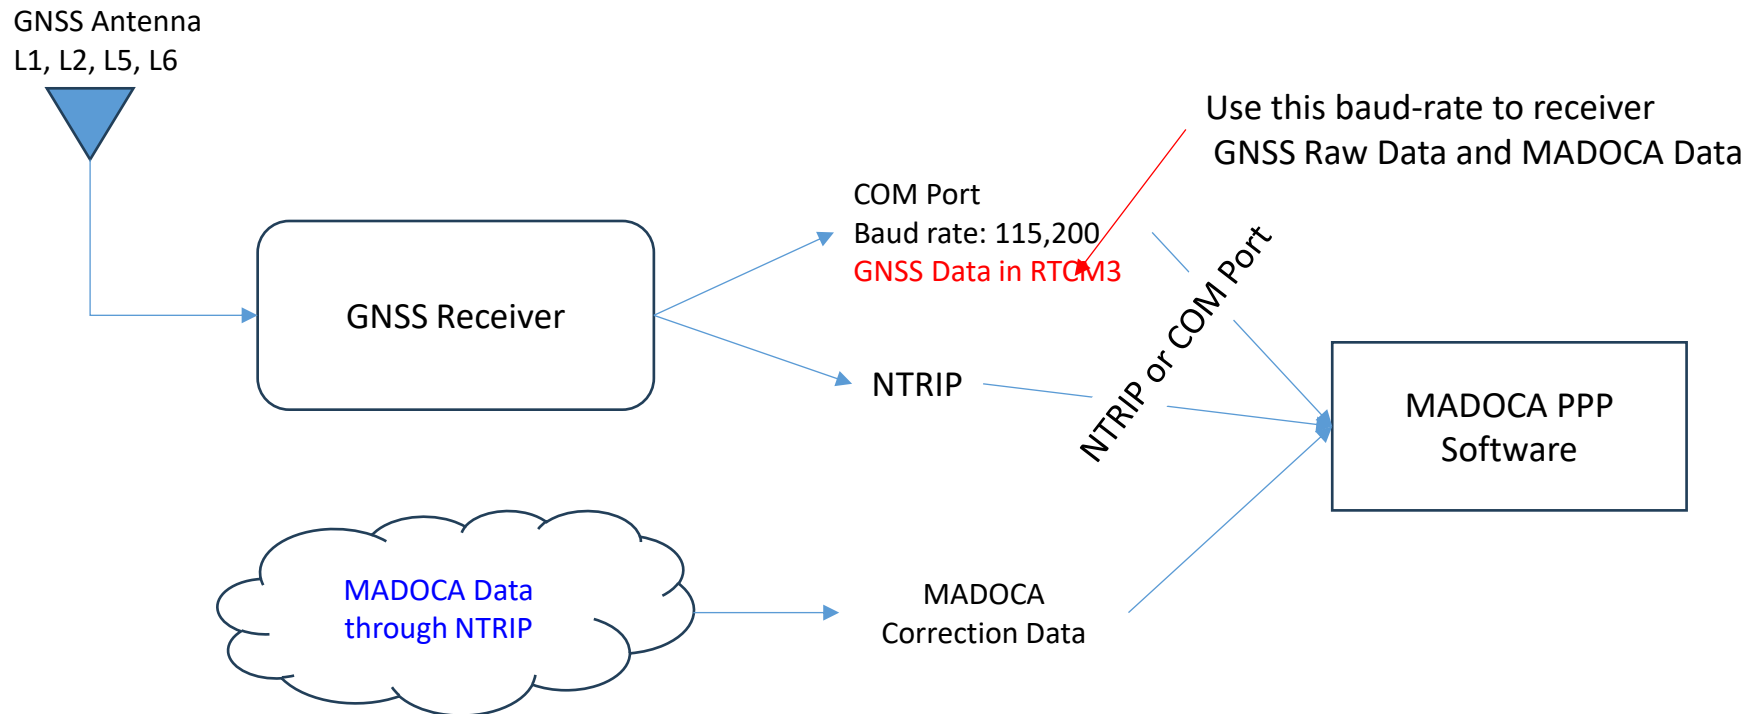 GNSS Antenna
L1, L2, L5, L6
Use this baud-rate to receiver
GNSS Raw Data and MADOCA Data
COM Port
Baud rate: 115,200
GNSS Data in RTCM3
GNSS Receiver
NTRIP
NTRIP or COM Port
MADOCA PPP
Software
MADOCA Data
through NTRIP
MADOCA
Correction Data